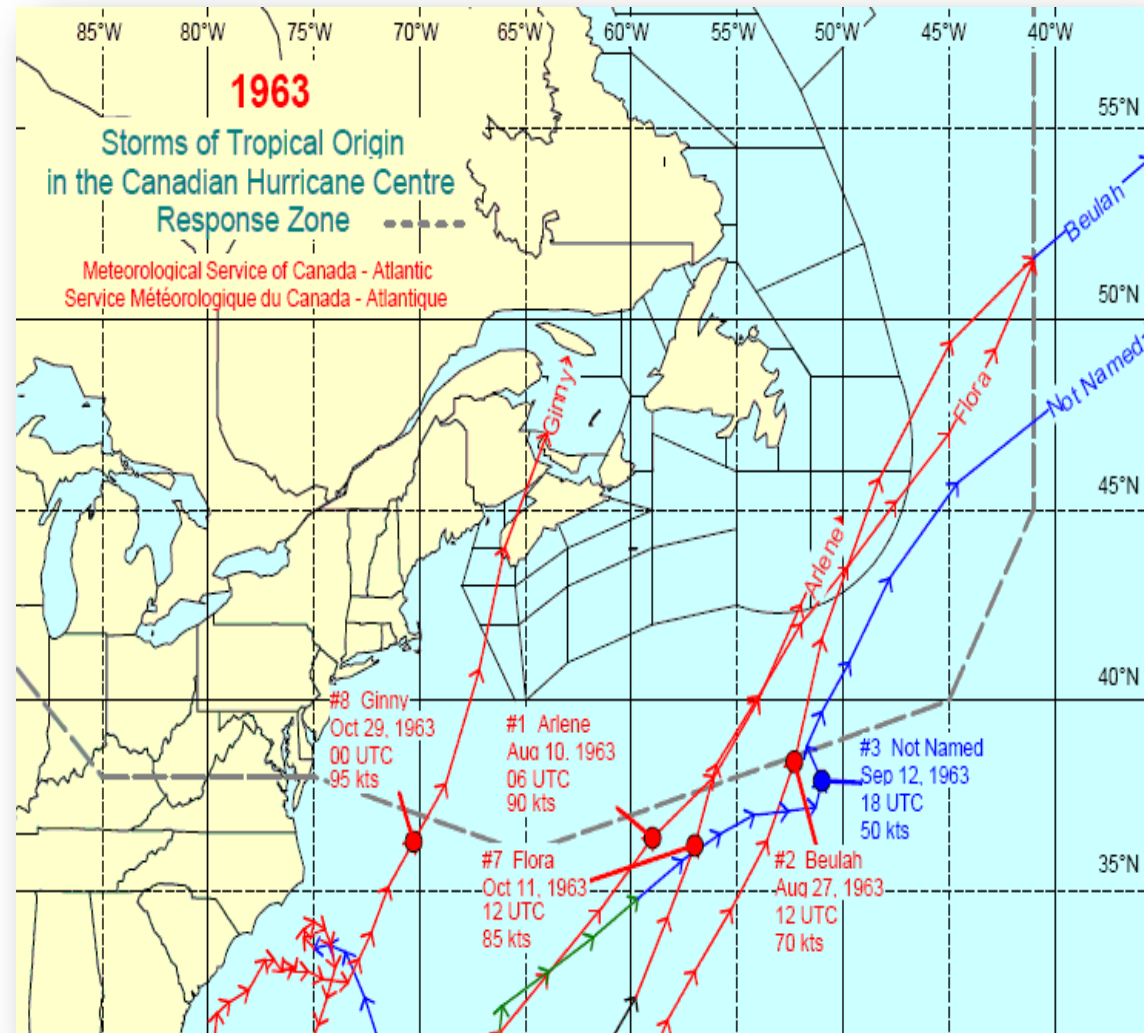 85°W 80°W 75°W 70°W 65°W 60°W 55°W 50°W 45°W 40°W
1963
Storms of Tropical Origin
in the Canadian Hurricane Centre
Response Zone
Meteorological Service of Canada - Atlantic
Service Météorologique du Canada - Atlantique
55°N
50°N
45°N
40°N
35°N
Beulah
Flora
Not Named
Ginny
Arlene
#8 Ginny
Oct 29, 1963
00 UTC
95 kts
#1 Arlene
Aug 10. 1963
06 UTC
90 kts
#3 Not Named
Sep 12, 1963
18 UTC
50 kts
#7 Flora
Oct 11, 1963
12 UTC
85 kts
#2 Beulah
Aug 27, 1963
12 UTC
70 kts